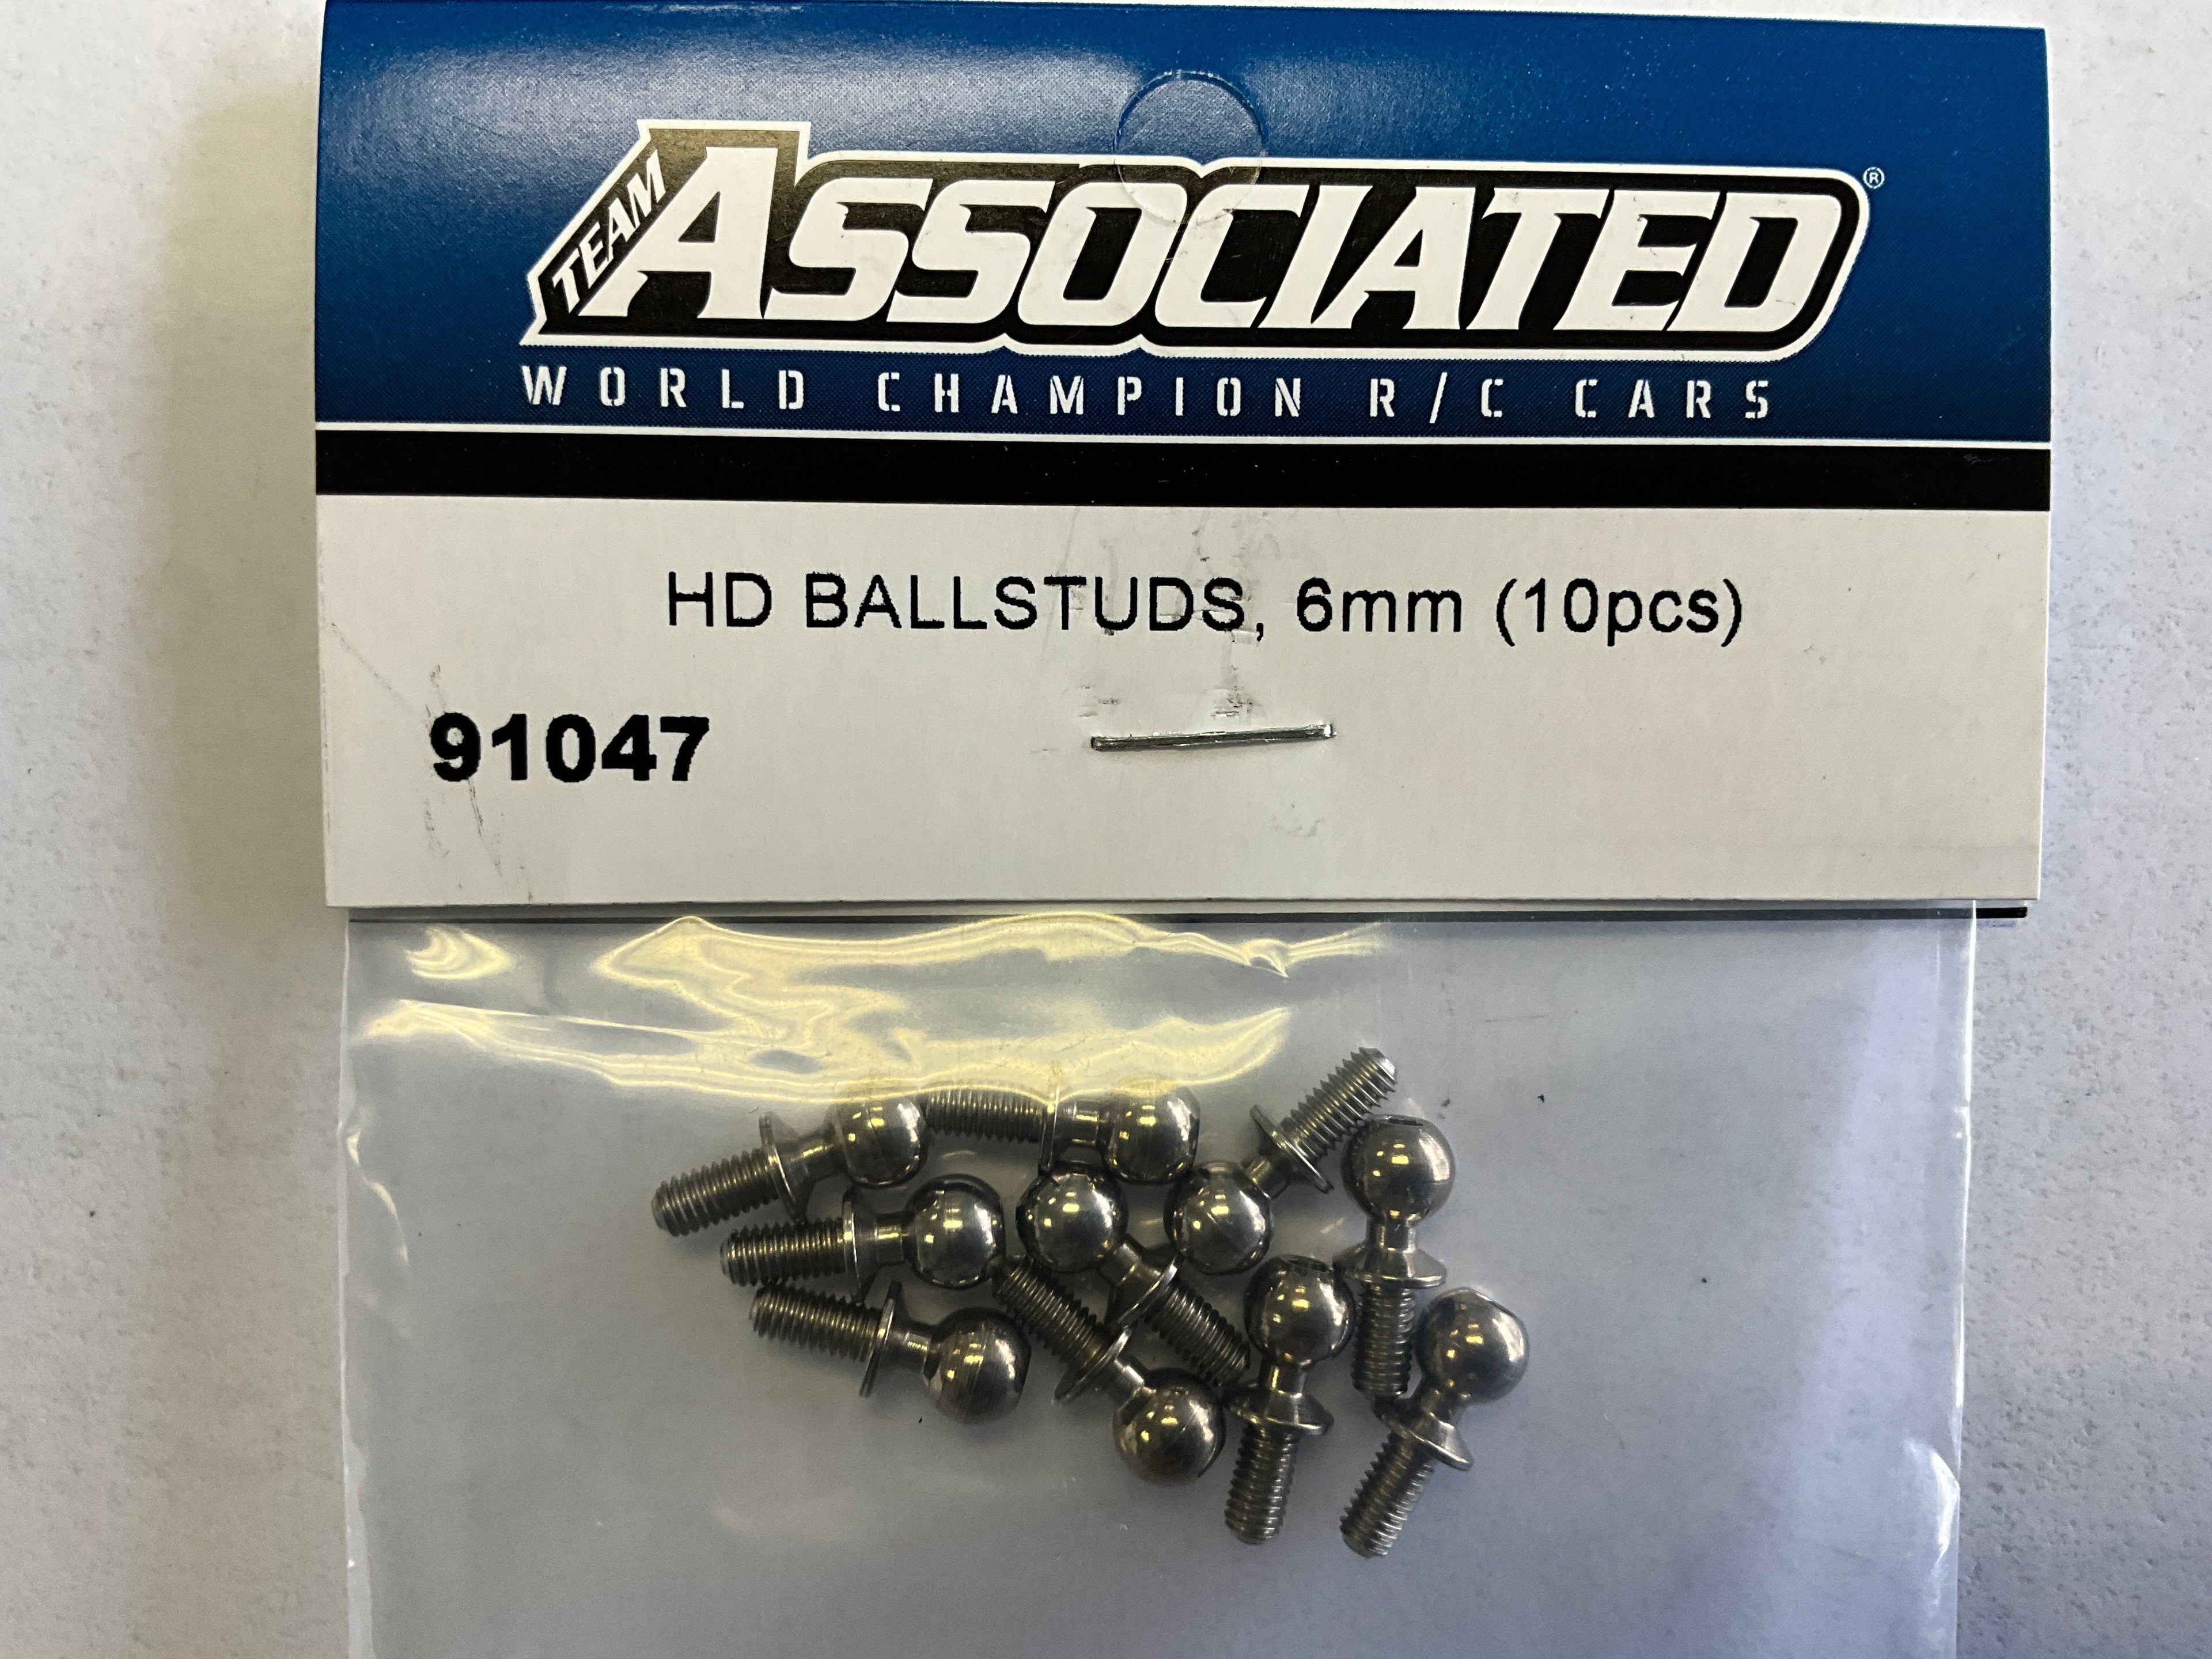 TEAM ASSOCIATED ®
WORLD CHAMPION R/C CARS
HD BALLSTUDS, 6mm (10pcs)
91047